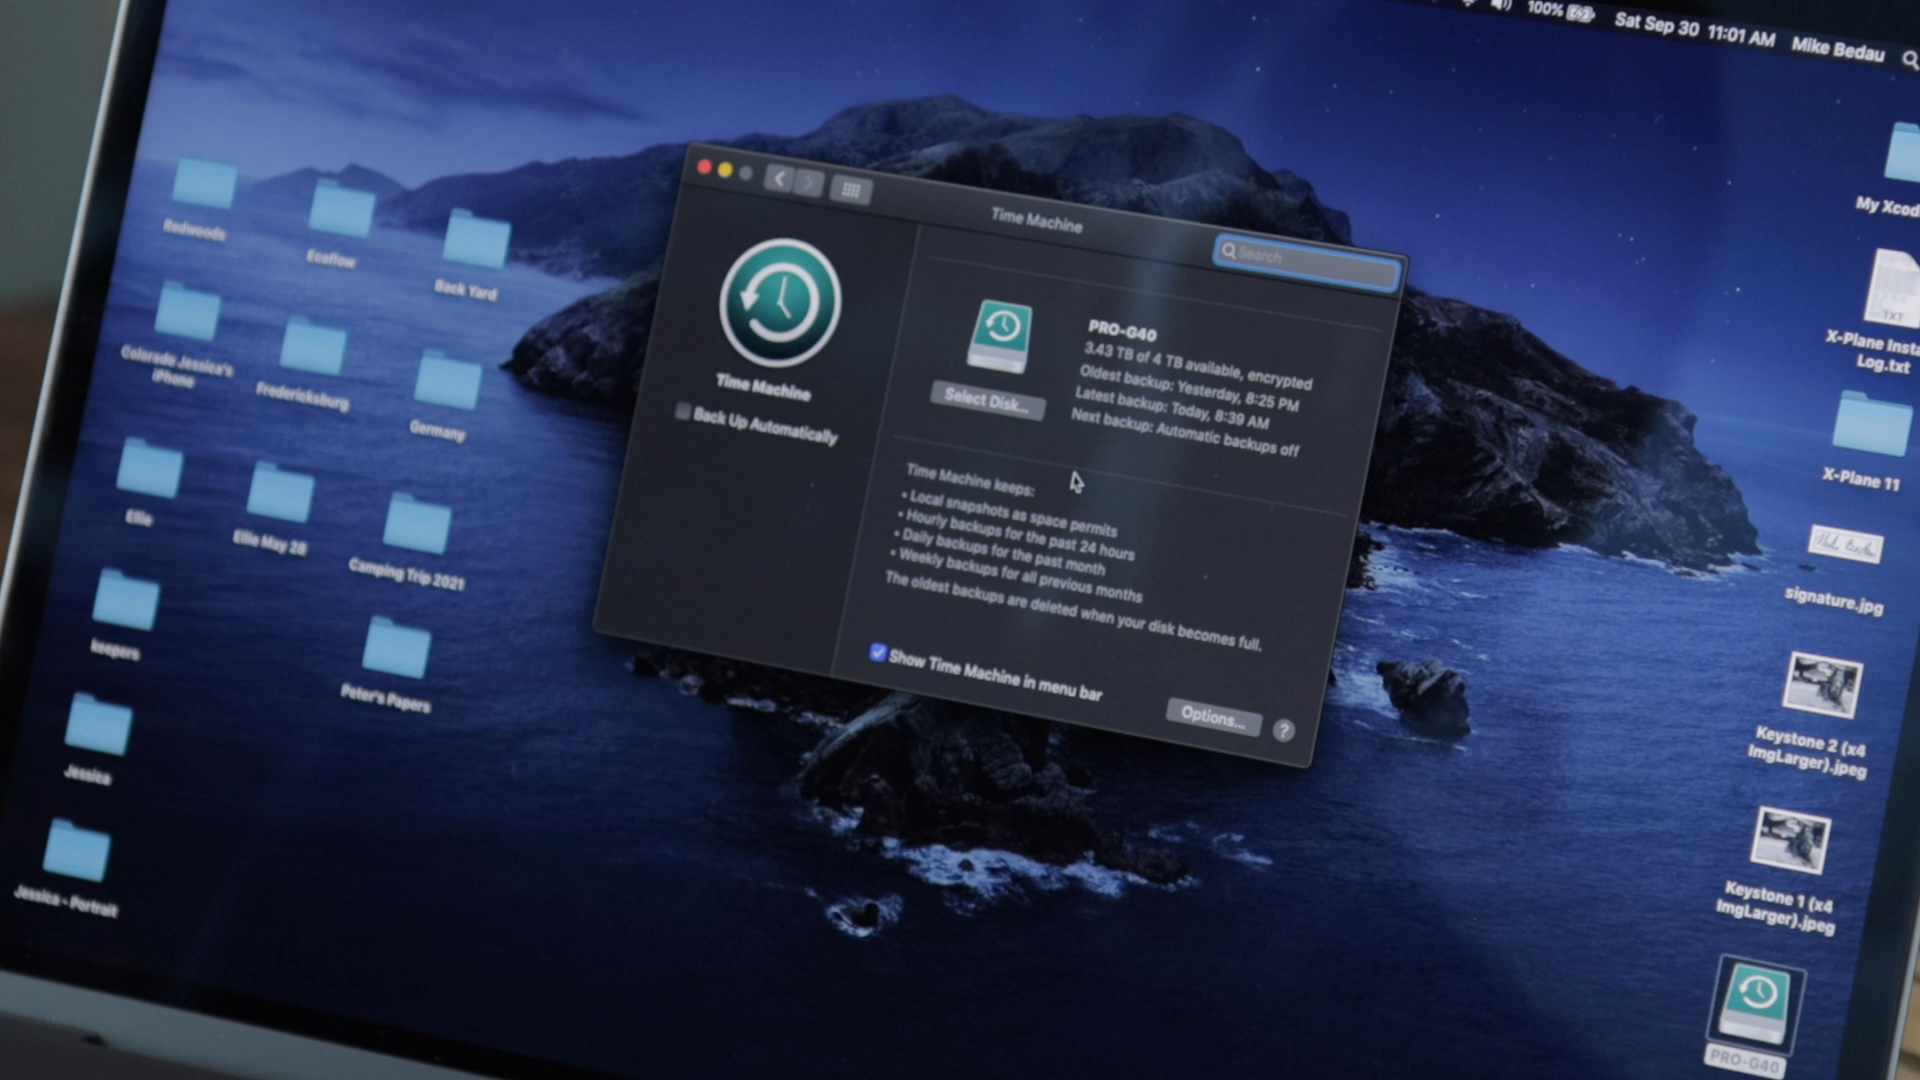 100%
Sat Sep 30 11:01 AM
Mike Bedau
Time Machine
Search
Time Machine
Back Up Automatically
Select Disk...
PRO-G40
3.43 TB of 4 TB available, encrypted
Oldest backup: Yesterday, 8:25 PM
Latest backup: Today, 8:39 AM
Next backup: Automatic backups off
Time Machine keeps:
• Local snapshots as space permits
• Hourly backups for the past 24 hours
• Daily backups for the past month
• Weekly backups for all previous months
The oldest backups are deleted when your disk becomes full.
Show Time Machine in menu bar
Options...
?
Redwoods
Ecoflow
Back Yard
Colorado Jessica's
iPhone
Fredericksburg
Germany
Ellie
Ellie May 28
Camping Trip 2021
keepers
Peter's Papers
Jessica
Jessica - Portrait
My Xcod
TXT
X-Plane Insta
Log.txt
X-Plane 11
signature.jpg
Keystone 2 (x4
ImgLarger).jpeg
Keystone 1 (x4
ImgLarger).jpeg
PRO-G40